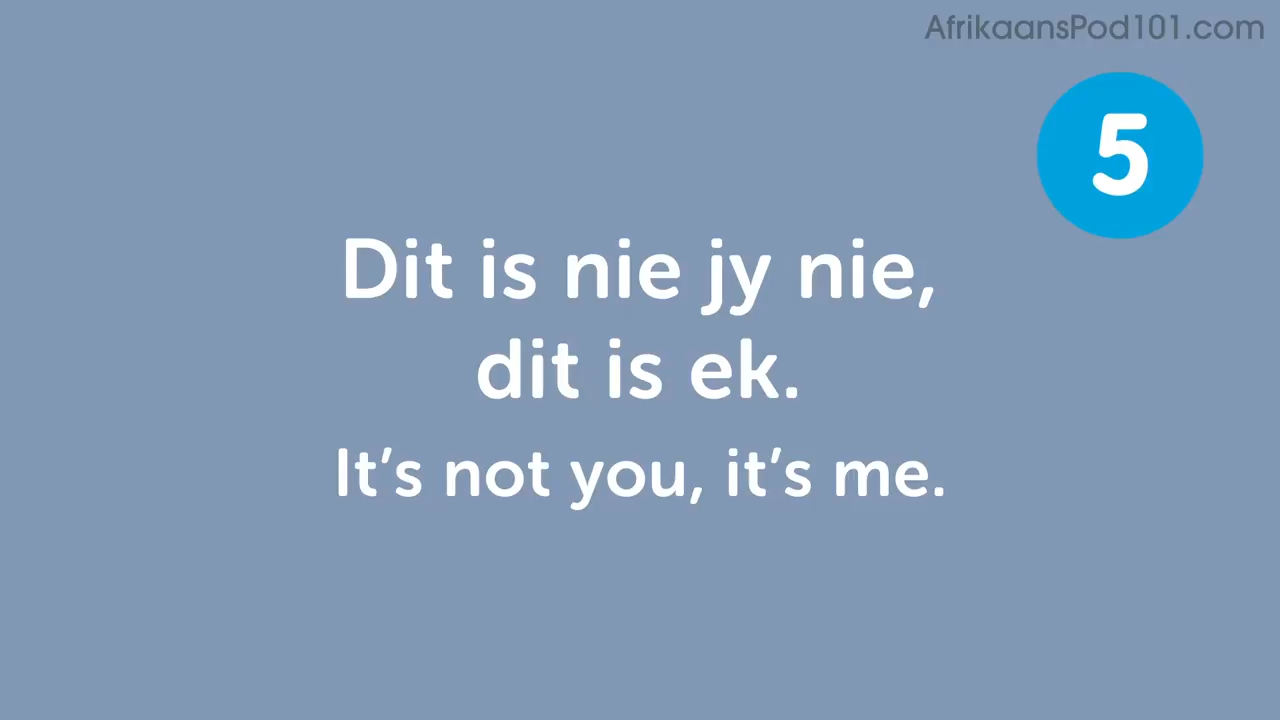 AfrikaansPod101.com
5
Dit is nie jy nie,
dit is ek.
It’s not you, it’s me.